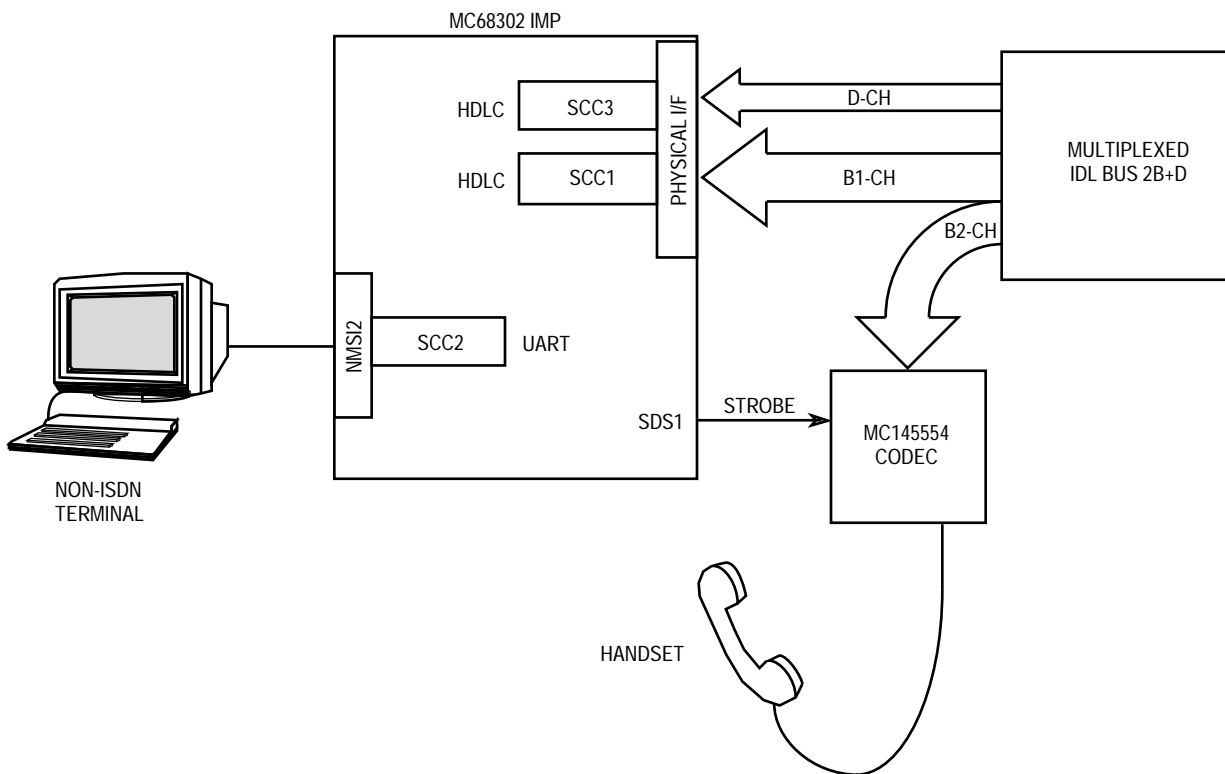 MC68302 IMP
HDLC
SCC3
HDLC
SCC1
PHYSICAL I/F
D-CH
B1-CH
B2-CH
MULTIPLEXED
IDL BUS 2B+D
NMSI2
SCC2
UART
SDS1
STROBE
MC145554
CODEC
NON-ISDN
TERMINAL
HANDSET